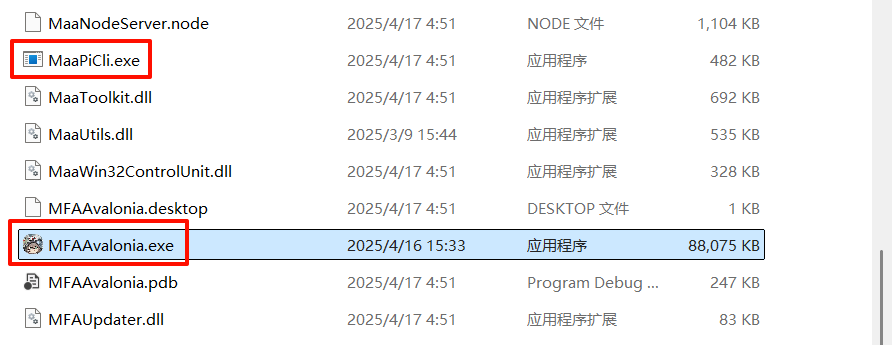 MaaNodeServer.node 2025/4/17 4:51 NODE 文件 1,104 KB
MaaPiCli.exe 2025/4/17 4:51 应用程序 482 KB
MaaToolkit.dll 2025/4/17 4:51 应用程序扩展 692 KB
MaaUtils.dll 2025/3/9 15:44 应用程序扩展 535 KB
MaaWin32ControlUnit.dll 2025/4/17 4:51 应用程序扩展 328 KB
MFAAvalonia.desktop 2025/4/17 4:51 DESKTOP 文件 1 KB
MFAAvalonia.exe 2025/4/16 15:33 应用程序 88,075 KB
MFAAvalonia.pdb 2025/4/17 4:51 Program Debug ... 247 KB
MFAUpdater.dll 2025/4/17 4:51 应用程序扩展 83 KB